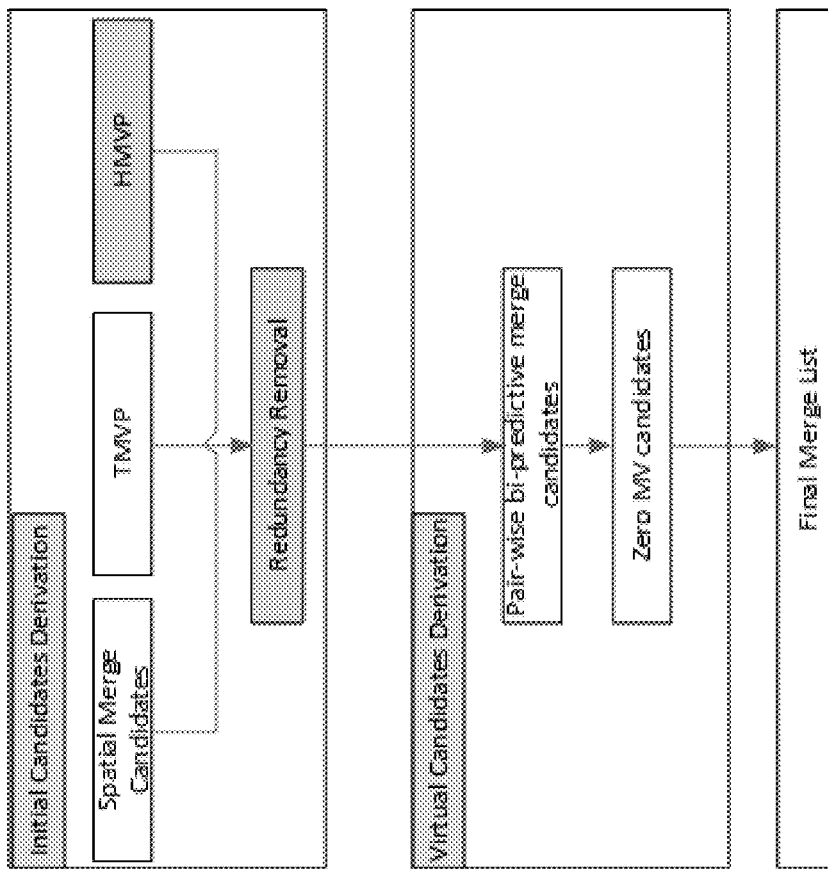 Initial Candidates Derivation
Spatial Merge
Candidates
TMVP
HMVP
Redundancy Removal
Virtual Candidates Derivation
Pair-wise bi-predictive merge
candidates
Zero MV candidates
Final Merge List